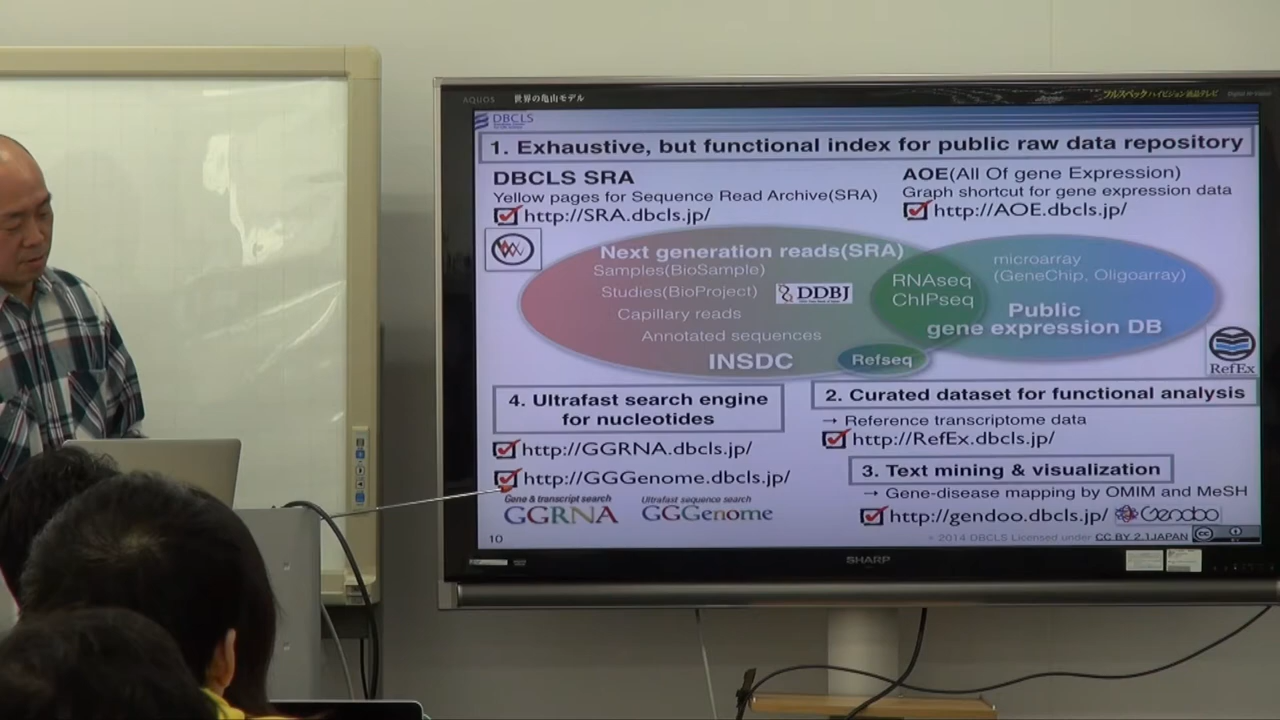 AQUOS 世界の亀山モデル
フルスペックハイビジョン液晶テレビ
DBCLS
1. Exhaustive, but functional index for public raw data repository
DBCLS SRA
Yellow pages for Sequence Read Archive(SRA)
http://SRA.dbcls.jp/
AOE(All Of gene Expression)
Graph shortcut for gene expression data
http://AOE.dbcls.jp/
Next generation reads(SRA)
Samples(BioSample)
Studies(BioProject)
DDBJ
Capillary reads
Annotated sequences
INSDC
RNAseq
ChIPseq
Refseq
microarray
(GeneChip, Oligoarray)
Public
gene expression DB
RefEx
4. Ultrafast search engine
for nucleotides
http://GGRNA.dbcls.jp/
http://GGGenome.dbcls.jp/
Gene & transcript search
GGRNA
Ultrafast sequence search
GGGenome
2. Curated dataset for functional analysis
→ Reference transcriptome data
http://RefEx.dbcls.jp/
3. Text mining & visualization
→ Gene-disease mapping by OMIM and MeSH
http://gendoo.dbcls.jp/
Gendoo
10
© 2014 DBCLS Licensed under CC BY 2.1 JAPAN
SHARP